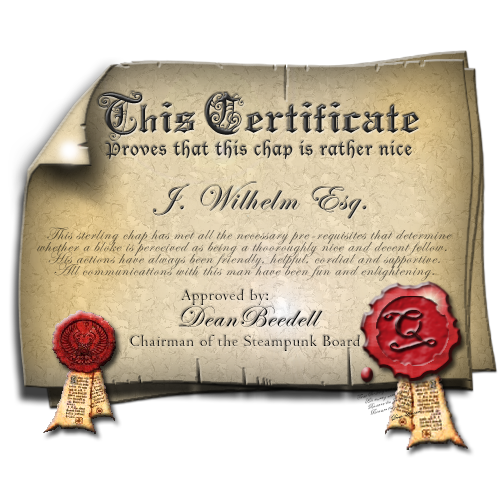 This Certificate
Proves that this chap is rather nice
J. Wilhelm Esq.
This sterling chap has met all the necessary pre-requisites that determine
whether a bloke is perceived as being a thooroughly nice and decent fellow.
His actions have always been friendly, helpful, cordial and supportive.
All communications with this man have been fun and enlightening..
Approved by:
Dean Beedell
Chairman of the Steampunk Board
Q